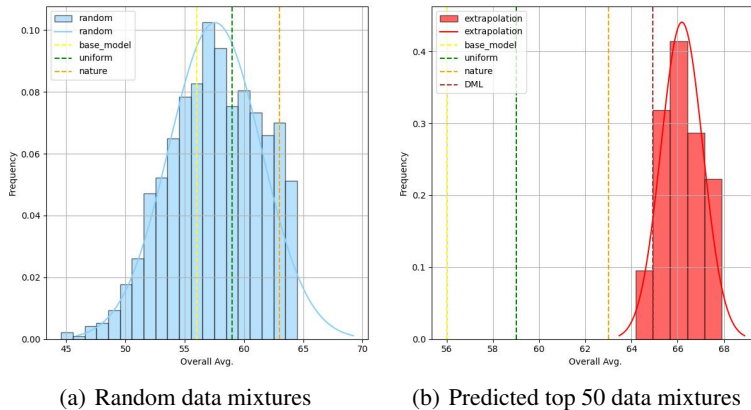 random
random
base_model
uniform
nature
0.10
0.08
0.06
0.04
0.02
0.00
Frequency
45
50
55
60
65
70
Overall Avg.
(a) Random data mixtures
extrapolation
extrapolation
base_model
uniform
nature
DML
0.4
0.3
0.2
0.1
0.0
Frequency
56
58
60
62
64
66
68
Overall Avg.
(b) Predicted top 50 data mixtures